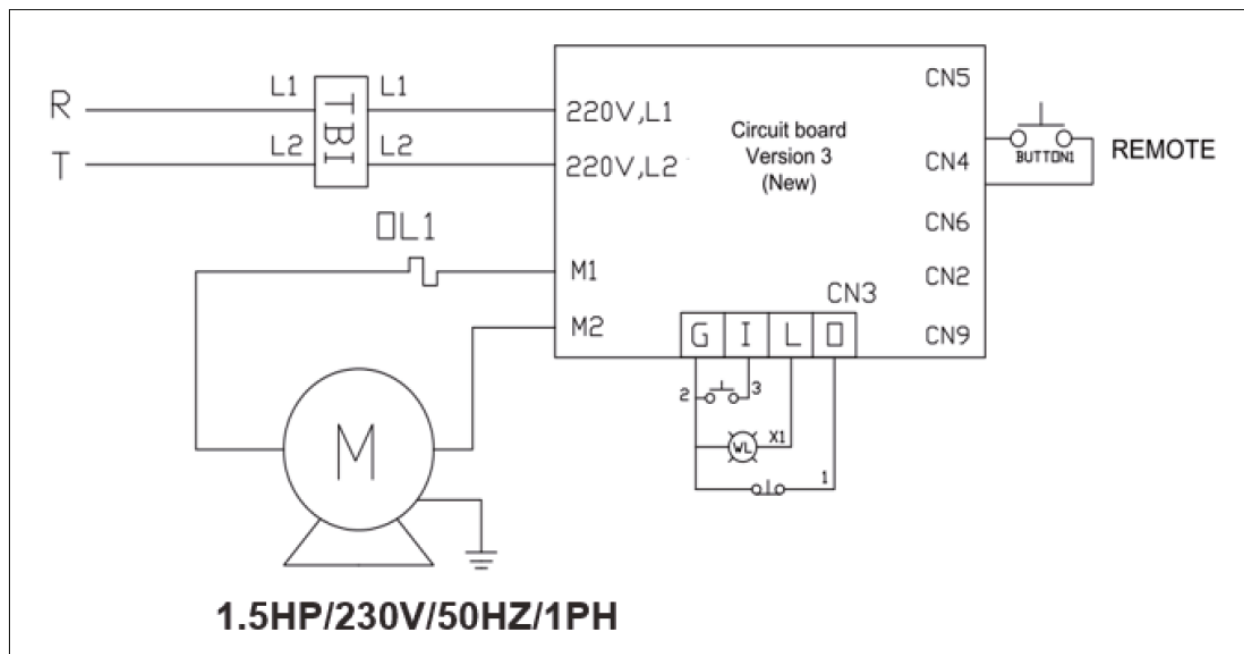 R L1 L1 220V,L1
T L2 L2 220V,L2
TBI
Circuit board
Version 3
(New)
CN5
CN4
BUTTON1
REMOTE
CN6
CN2
CN9
OL1
M1
M2
CN3
G I L O
2 3
WL X1
1
M
1.5HP/230V/50HZ/1PH